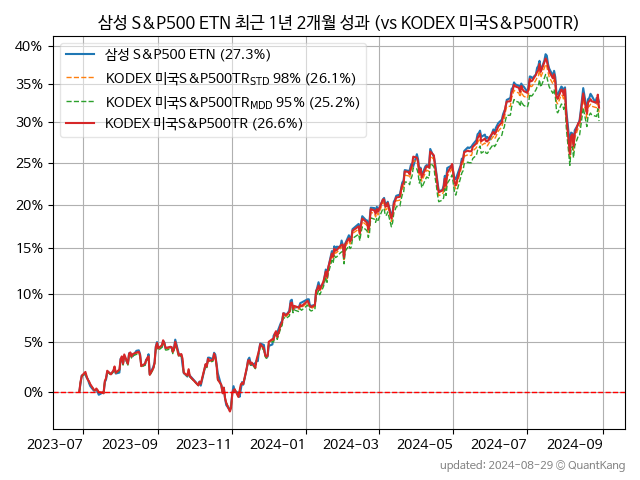 삼성 S&P500 ETN 최근 1년 2개월 성과 (vs KODEX 미국S&P500TR)
40%
35%
30%
25%
20%
15%
10%
5%
0%
삼성 S&P500 ETN (27.3%)
KODEX 미국S&P500TR_STD 98% (26.1%)
KODEX 미국S&P500TR_MDD 95% (25.2%)
KODEX 미국S&P500TR (26.6%)
2023-07 2023-09 2023-11 2024-01 2024-03 2024-05 2024-07 2024-09
updated: 2024-08-29 © QuantKang